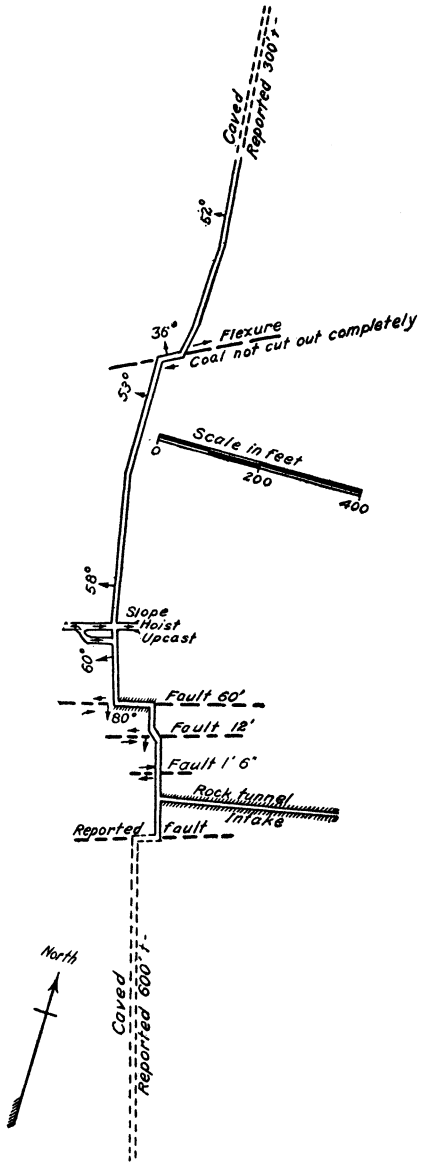 Caved
Reported 300't-
52°
36°
Flexure
Coal not cut out completely
53°
Scale in feet
0
200
400
58°
Slope
Hoist
Upcast
60°
Fault 60'
80°
Fault 12'
Fault 1' 6"
Rock tunnel
Intake
Reported fault
North
Caved
Reported 600't-